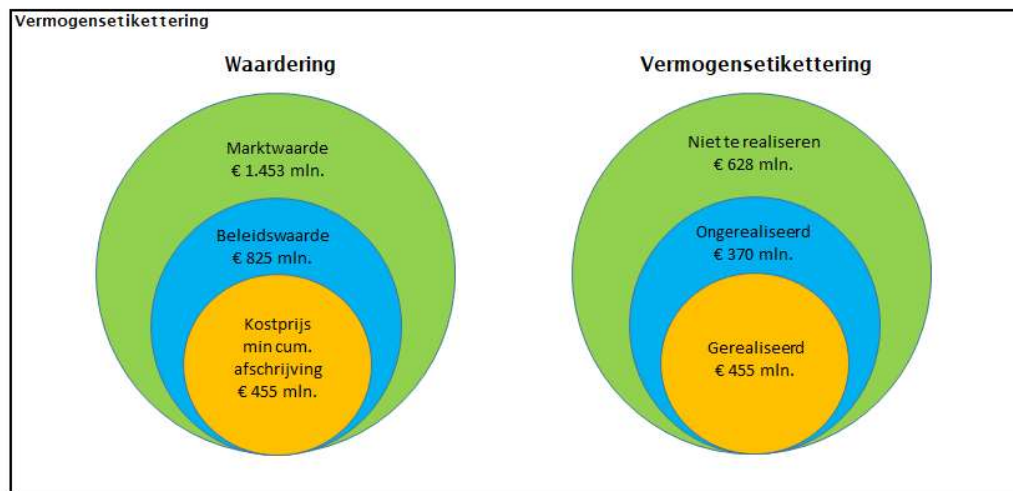 Vermogensetikettering
Waardering
Marktwaarde
€ 1.453 mln.
Beleidswaarde
€ 825 mln.
Kostprijs
min cum.
afschrijving
€ 455 mln.
Vermogensetikettering
Niet te realiseren
€ 628 mln.
Ongerealiseerd
€ 370 mln.
Gerealiseerd
€ 455 mln.